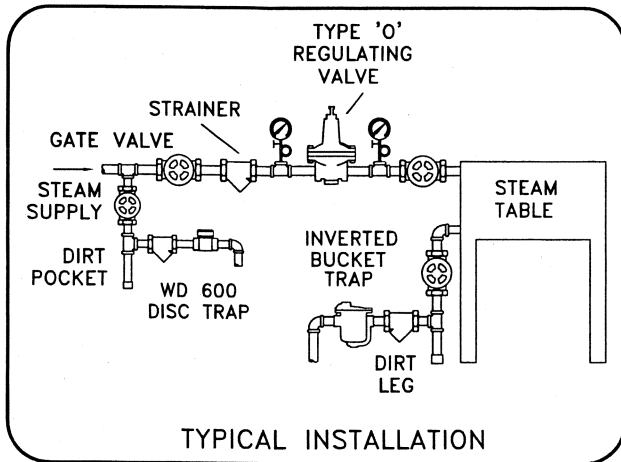 TYPE 'O'
REGULATING
VALVE
STRAINER
GATE VALVE
STEAM
SUPPLY
STEAM
TABLE
DIRT
POCKET
WD 600
DISC TRAP
INVERTED
BUCKET
TRAP
DIRT
LEG
TYPICAL INSTALLATION